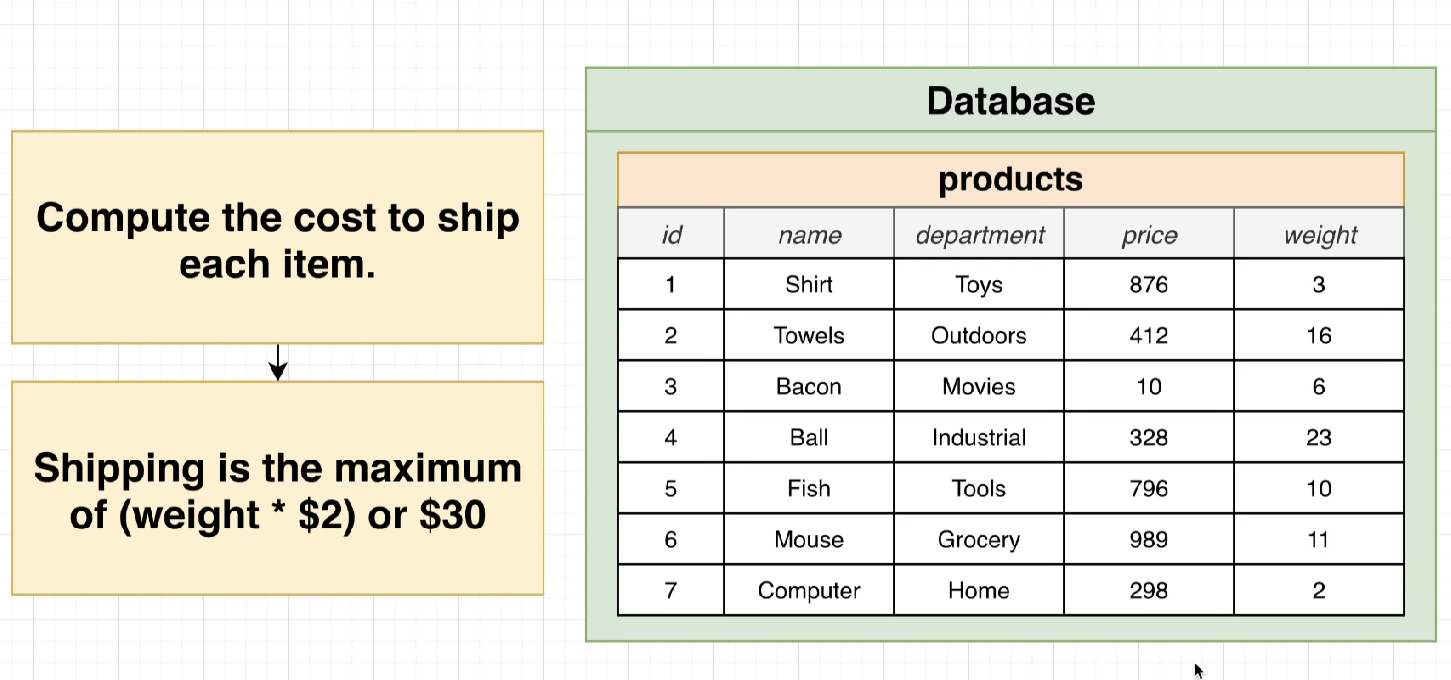 Compute the cost to ship
each item.
Shipping is the maximum
of (weight * $2) or $30
Database
products
id name department price weight
1 Shirt Toys 876 3
2 Towels Outdoors 412 16
3 Bacon Movies 10 6
4 Ball Industrial 328 23
5 Fish Tools 796 10
6 Mouse Grocery 989 11
7 Computer Home 298 2